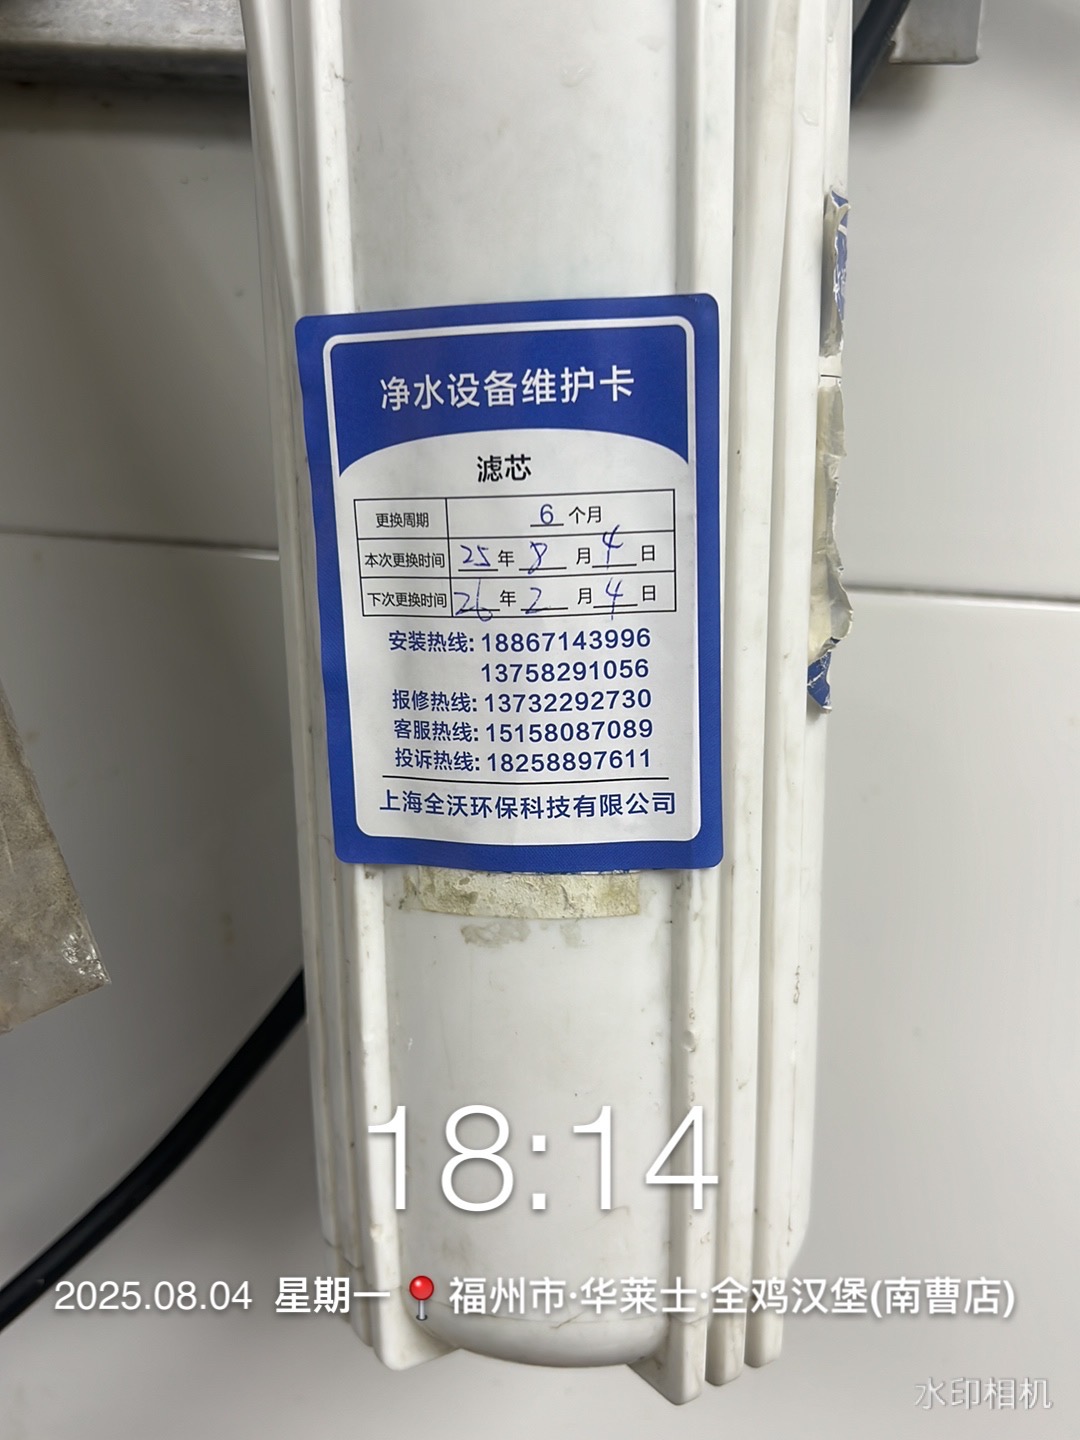 净水设备维护卡
滤芯
更换周期 6 个月
本次更换时间 25 年 8 月 4 日
下次更换时间 26 年 2 月 4 日
安装热线: 18867143996
13758291056
报修热线: 13732292730
客服热线: 15158087089
投诉热线: 18258897611
上海全沃环保科技有限公司
18:14
2025.08.04 星期一 福州市·华莱士·全鸡汉堡(南曹店)
水印相机